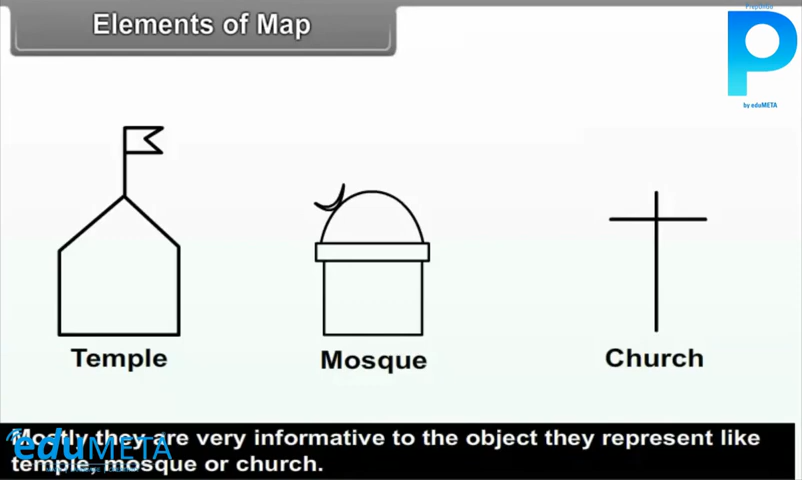 Elements of Map
Prepondo
P
by eduMETA
Temple
Mosque
Church
Mostly they are very informative to the object they represent like
temple, mosque or church.
eduMETA